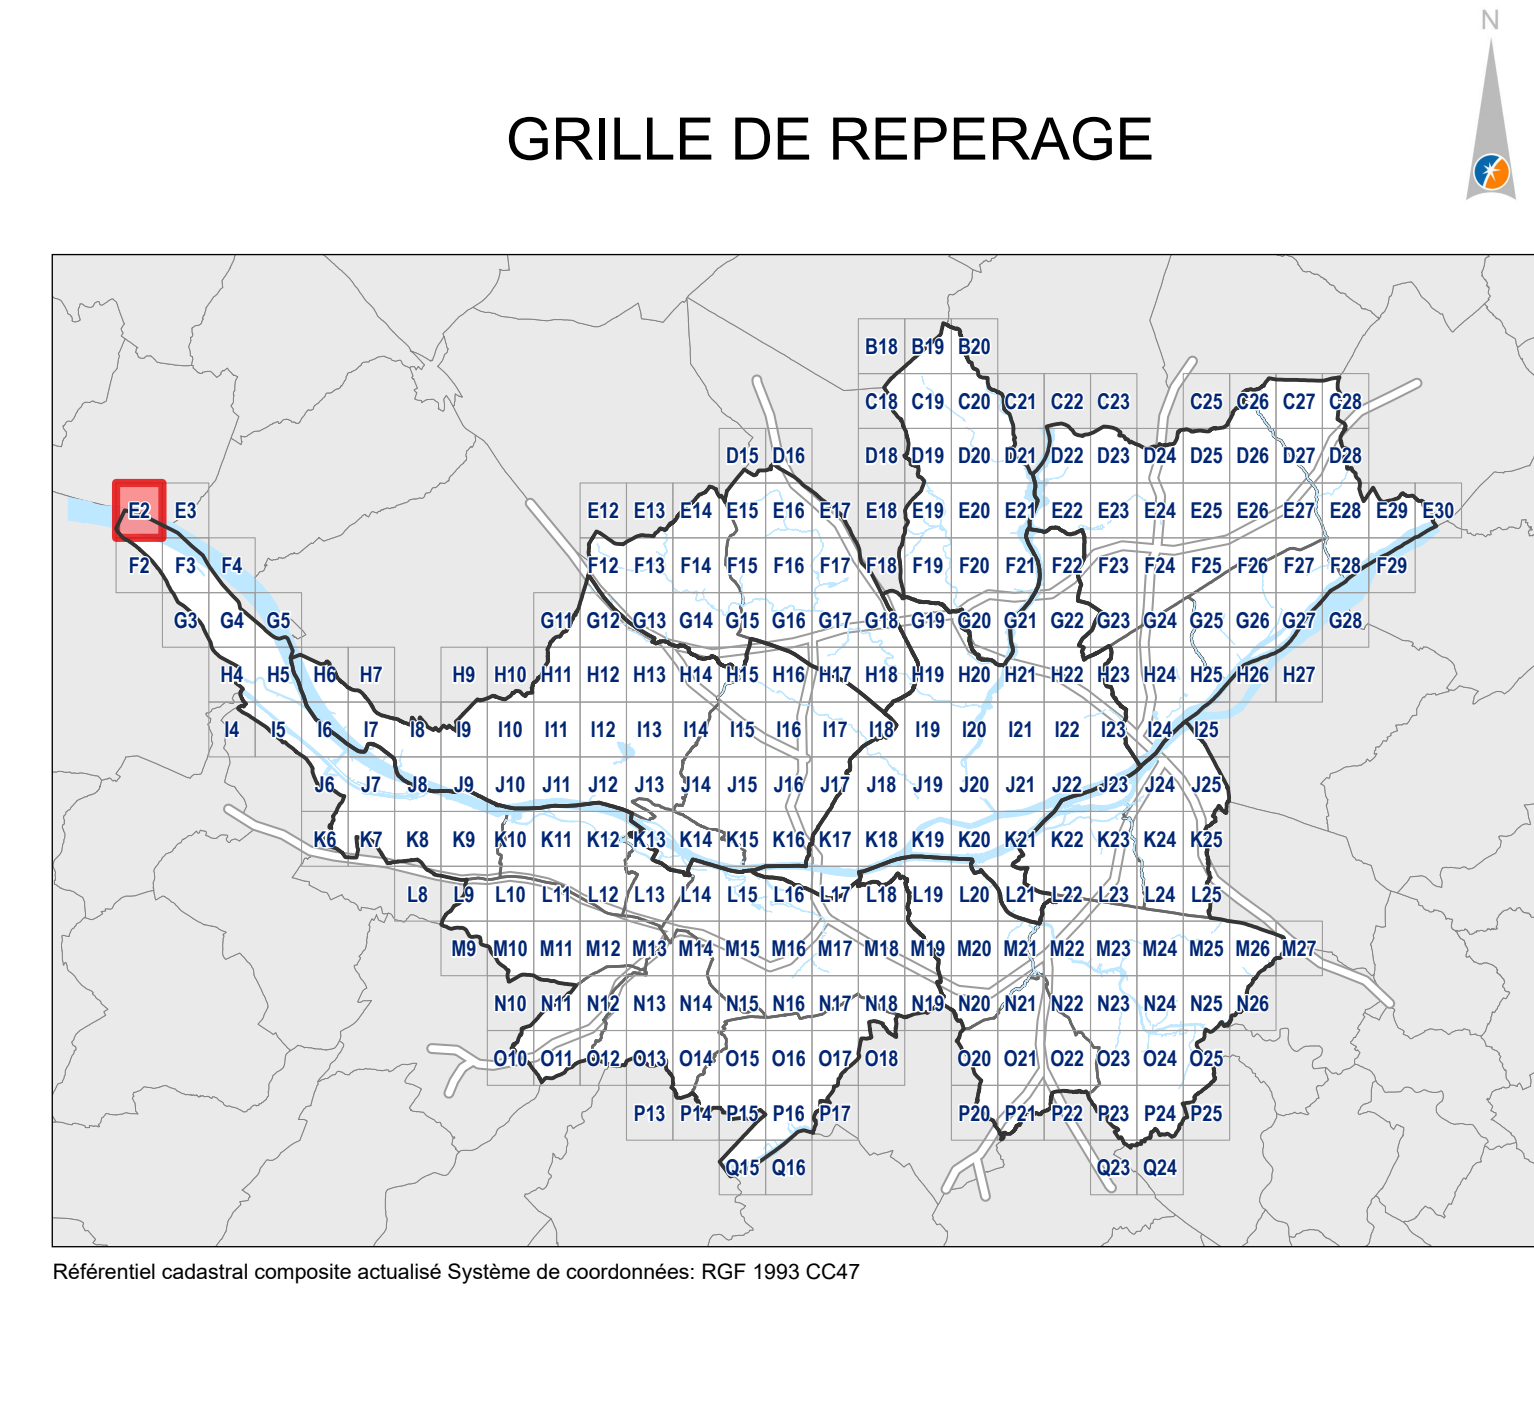 N
GRILLE DE REPERAGE
B18 B19 B20
C18 C19 C20 C21 C22 C23 C25 C26 C27 C28
D15 D16 D18 D19 D20 D21 D22 D23 D24 D25 D26 D27 D28
E2 E3 E12 E13 E14 E15 E16 E17 E18 E19 E20 E21 E22 E23 E24 E25 E26 E27 E28 E29 E30
F2 F3 F4 F12 F13 F14 F15 F16 F17 F18 F19 F20 F21 F22 F23 F24 F25 F26 F27 F28 F29
G3 G4 G5 G11 G12 G13 G14 G15 G16 G17 G18 G19 G20 G21 G22 G23 G24 G25 G26 G27 G28
H4 H5 H6 H7 H9 H10 H11 H12 H13 H14 H15 H16 H17 H18 H19 H20 H21 H22 H23 H24 H25 H26 H27
I4 I5 I6 I7 I8 I9 I10 I11 I12 I13 I14 I15 I16 I17 I18 I19 I20 I21 I22 I23 I24 I25
J6 J7 J8 J9 J10 J11 J12 J13 J14 J15 J16 J17 J18 J19 J20 J21 J22 J23 J24 J25
K6 K7 K8 K9 K10 K11 K12 K13 K14 K15 K16 K17 K18 K19 K20 K21 K22 K23 K24 K25
L8 L9 L10 L11 L12 L13 L14 L15 L16 L17 L18 L19 L20 L21 L22 L23 L24 L25
M9 M10 M11 M12 M13 M14 M15 M16 M17 M18 M19 M20 M21 M22 M23 M24 M25 M26 M27
N10 N11 N12 N13 N14 N15 N16 N17 N18 N19 N20 N21 N22 N23 N24 N25 N26
O10 O11 O12 O13 O14 O15 O16 O17 O18 O20 O21 O22 O23 O24 O25
P13 P14 P15 P16 P17 P20 P21 P22 P23 P24 P25
Q15 Q16 Q23 Q24
Référentiel cadastral composite actualisé Système de coordonnées: RGF 1993 CC47